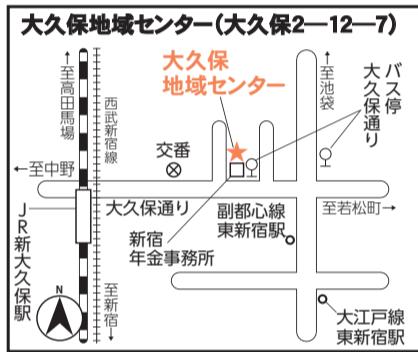 大久保地域センター(大久保2―12―7)
←至高田馬場
西武新宿線
大久保
地域センター
←至池袋
バス停
大久保通り
交番
←至中野
大久保通り
副都心線
東新宿駅
至若松町→
JR新大久保駅
新宿
年金事務所
至新宿→
N
大江戸線
東新宿駅